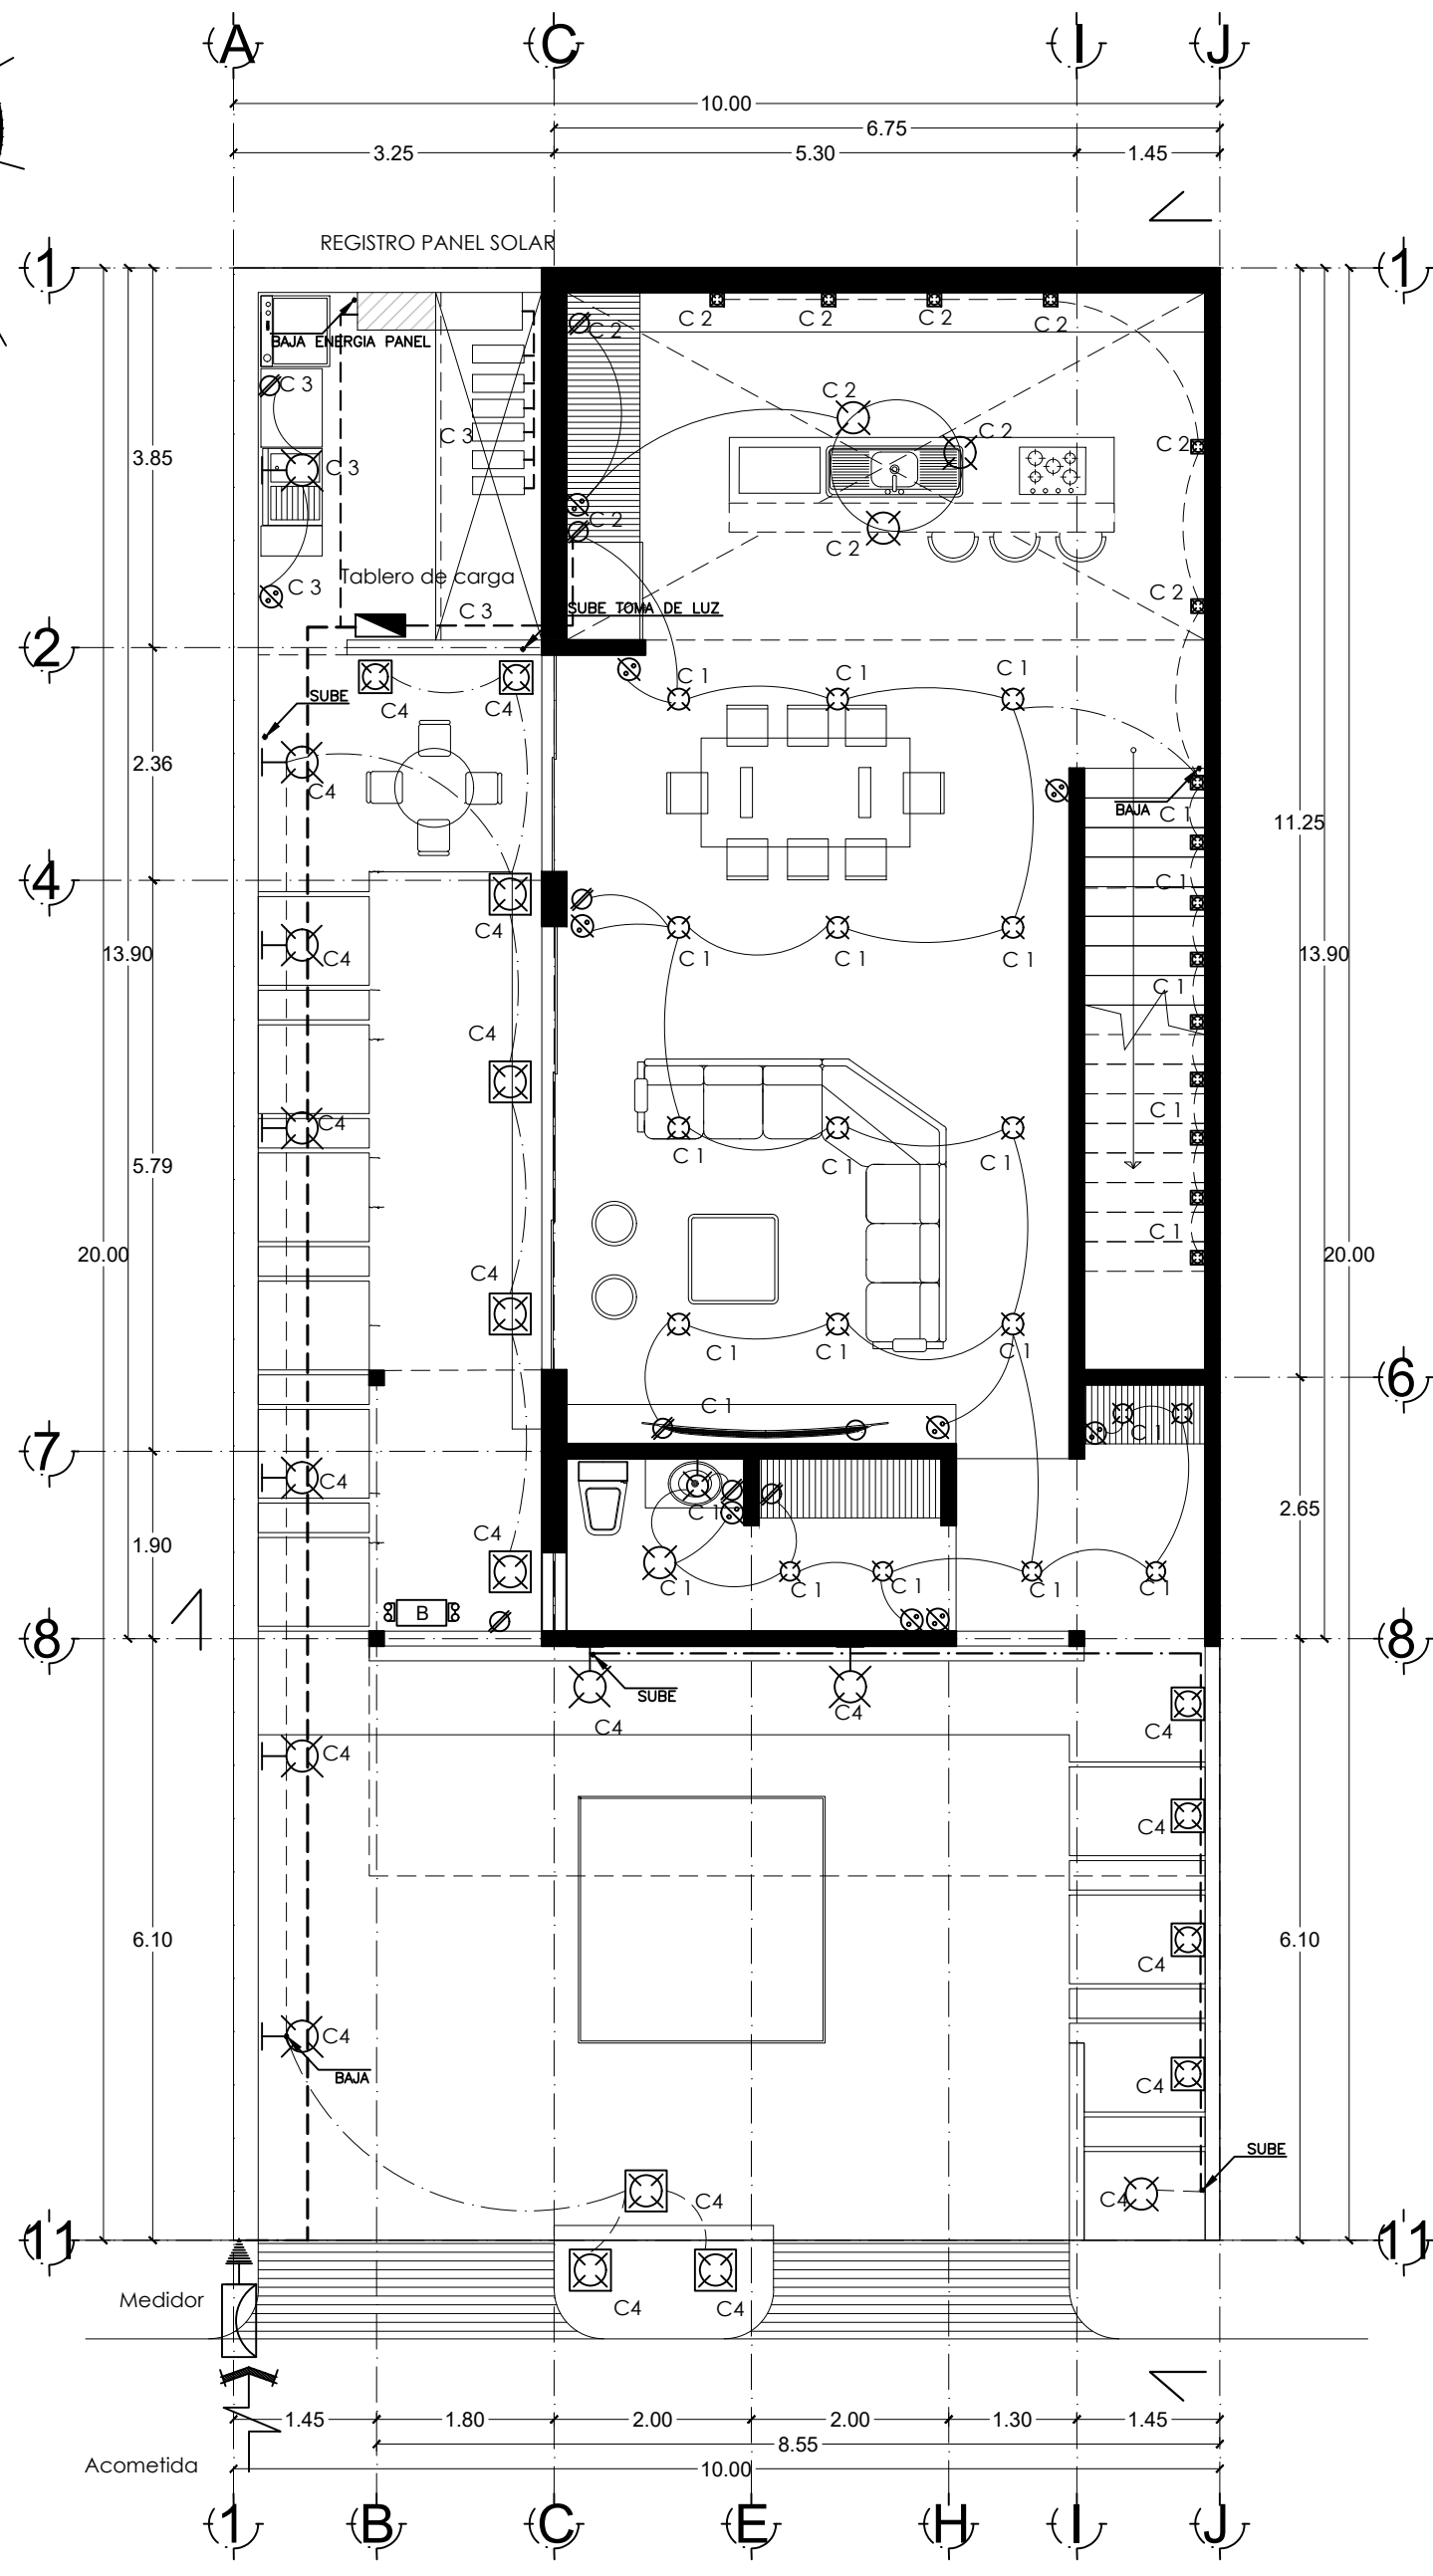 A C I J
10.00
6.75
3.25 5.30 1.45
REGISTRO PANEL SOLAR
1 1
C 2 C 2 C 2 C 2
C 2
BAJA ENERGIA PANEL
C 3
C 2
C 2
C 3
C 2
3.85
C 3
C 2
C 2
Tablero de carga
C 3
C 3
C 2
SUBE TOMA DE LUZ
2
C 1 C 1 C 1
SUBE
C4 C4
2.36
C4
BAJA
C 1
11.25
4
C 1
C4
13.90
C4
C 1 C 1 C 1
13.90
C 1
C4
C4
C 1
C 1 C 1 C 1
5.79
C 1
20.00
20.00
C4
C 1 C 1 C 1
6
C 1
C 1
7
C4
C 1
2.65
C4
1.90
C 1 C 1 C 1 C 1 C 1
B
8 8
SUBE
C4 C4 C4
C4
C4
6.10 6.10
C4
C4
C4
BAJA
SUBE
C4 C4
11 11
Medidor
C4 C4
1.45 1.80 2.00 2.00 1.30 1.45
8.55
Acometida
10.00
1 B C E H I J